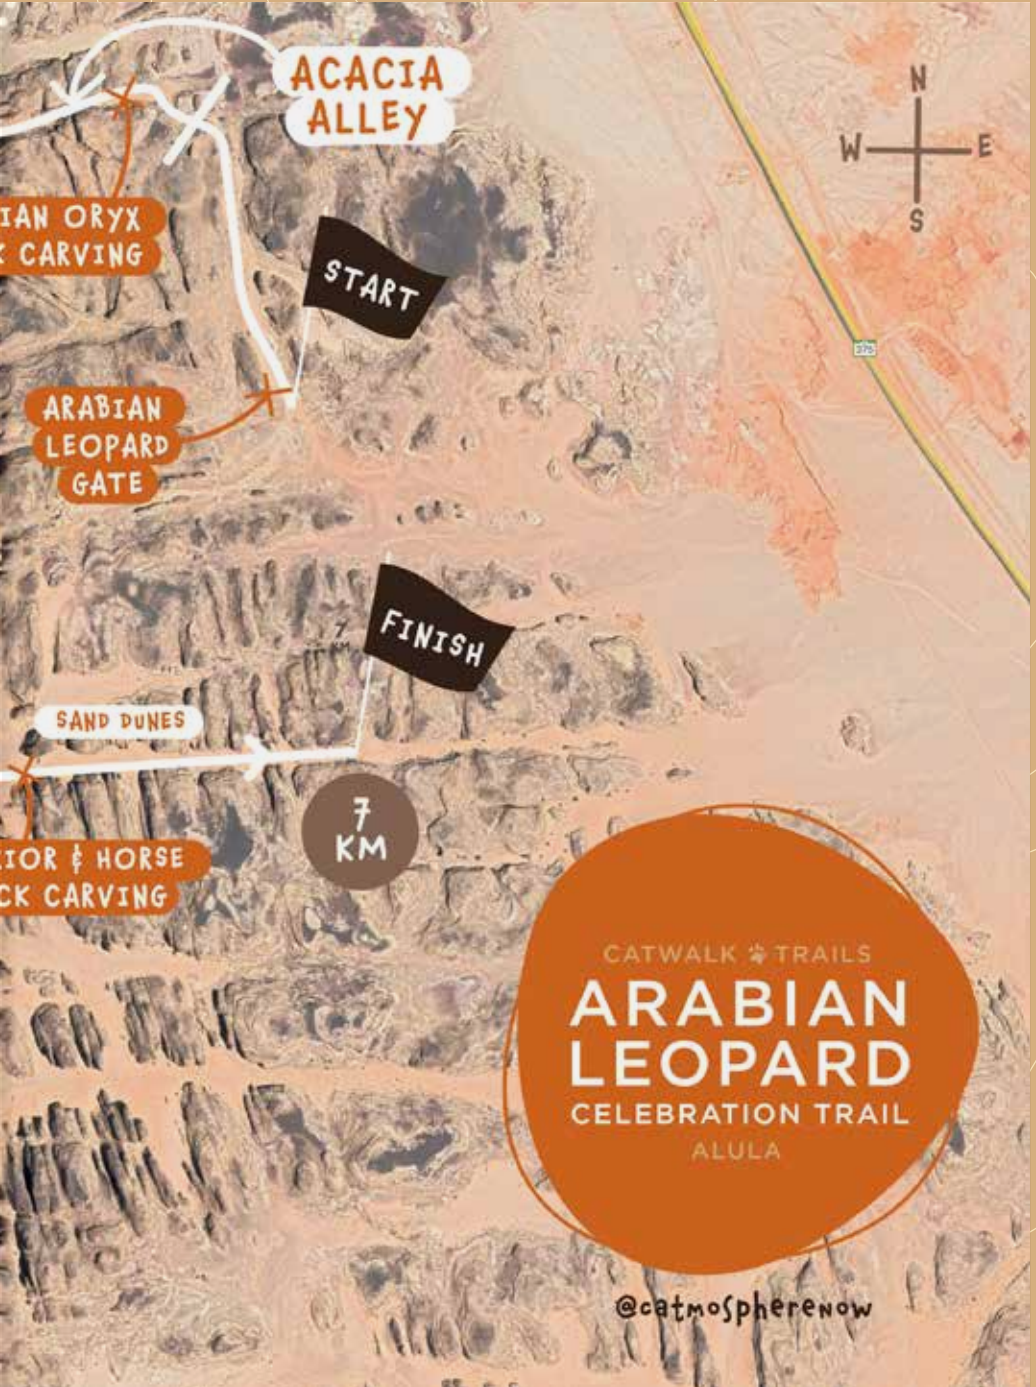 ACACIA
ALLEY
N
W E
S
IAN ORYX
CARVING
START
375
ARABIAN
LEOPARD
GATE
FINISH
SAND DUNES
7
KM
IOR & HORSE
CK CARVING
CATWALK TRAILS
ARABIAN
LEOPARD
CELEBRATION TRAIL
ALULA
@catmospherenow